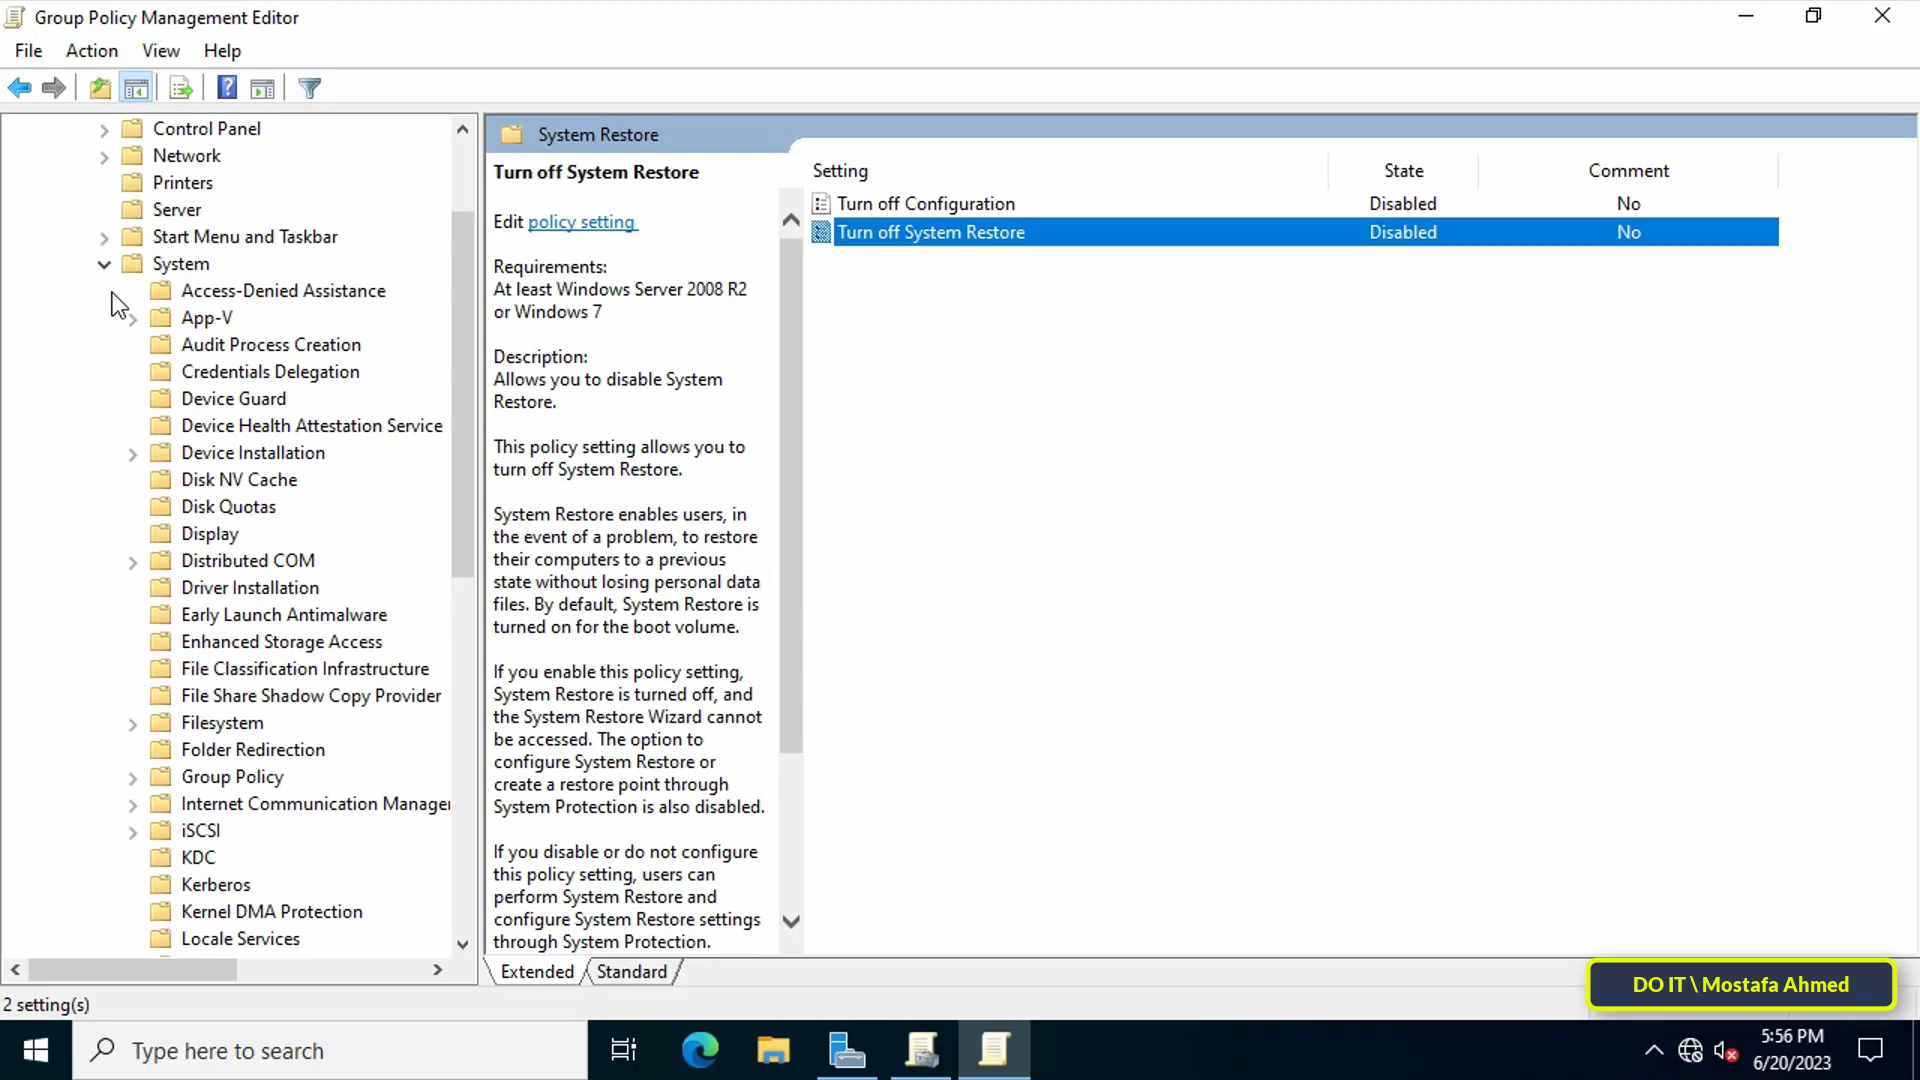 Group Policy Management Editor
File Action View Help
Control Panel
Network
Printers
Server
Start Menu and Taskbar
System
Access-Denied Assistance
App-V
Audit Process Creation
Credentials Delegation
Device Guard
Device Health Attestation Service
Device Installation
Disk NV Cache
Disk Quotas
Display
Distributed COM
Driver Installation
Early Launch Antimalware
Enhanced Storage Access
File Classification Infrastructure
File Share Shadow Copy Provider
Filesystem
Folder Redirection
Group Policy
Internet Communication Manager
iSCSI
KDC
Kerberos
Kernel DMA Protection
Locale Services
System Restore
Turn off System Restore
Edit policy setting
Requirements:
At least Windows Server 2008 R2
or Windows 7
Description:
Allows you to disable System
Restore.
This policy setting allows you to
turn off System Restore.
System Restore enables users, in
the event of a problem, to restore
their computers to a previous
state without losing personal data
files. By default, System Restore is
turned on for the boot volume.
If you enable this policy setting,
System Restore is turned off, and
the System Restore Wizard cannot
be accessed. The option to
configure System Restore or
create a restore point through
System Protection is also disabled.
If you disable or do not configure
this policy setting, users can
perform System Restore and
configure System Restore settings
through System Protection.
Setting State Comment
Turn off Configuration Disabled No
Turn off System Restore Disabled No
Extended Standard
2 setting(s)
DO IT \ Mostafa Ahmed
Type here to search
5:56 PM
6/20/2023